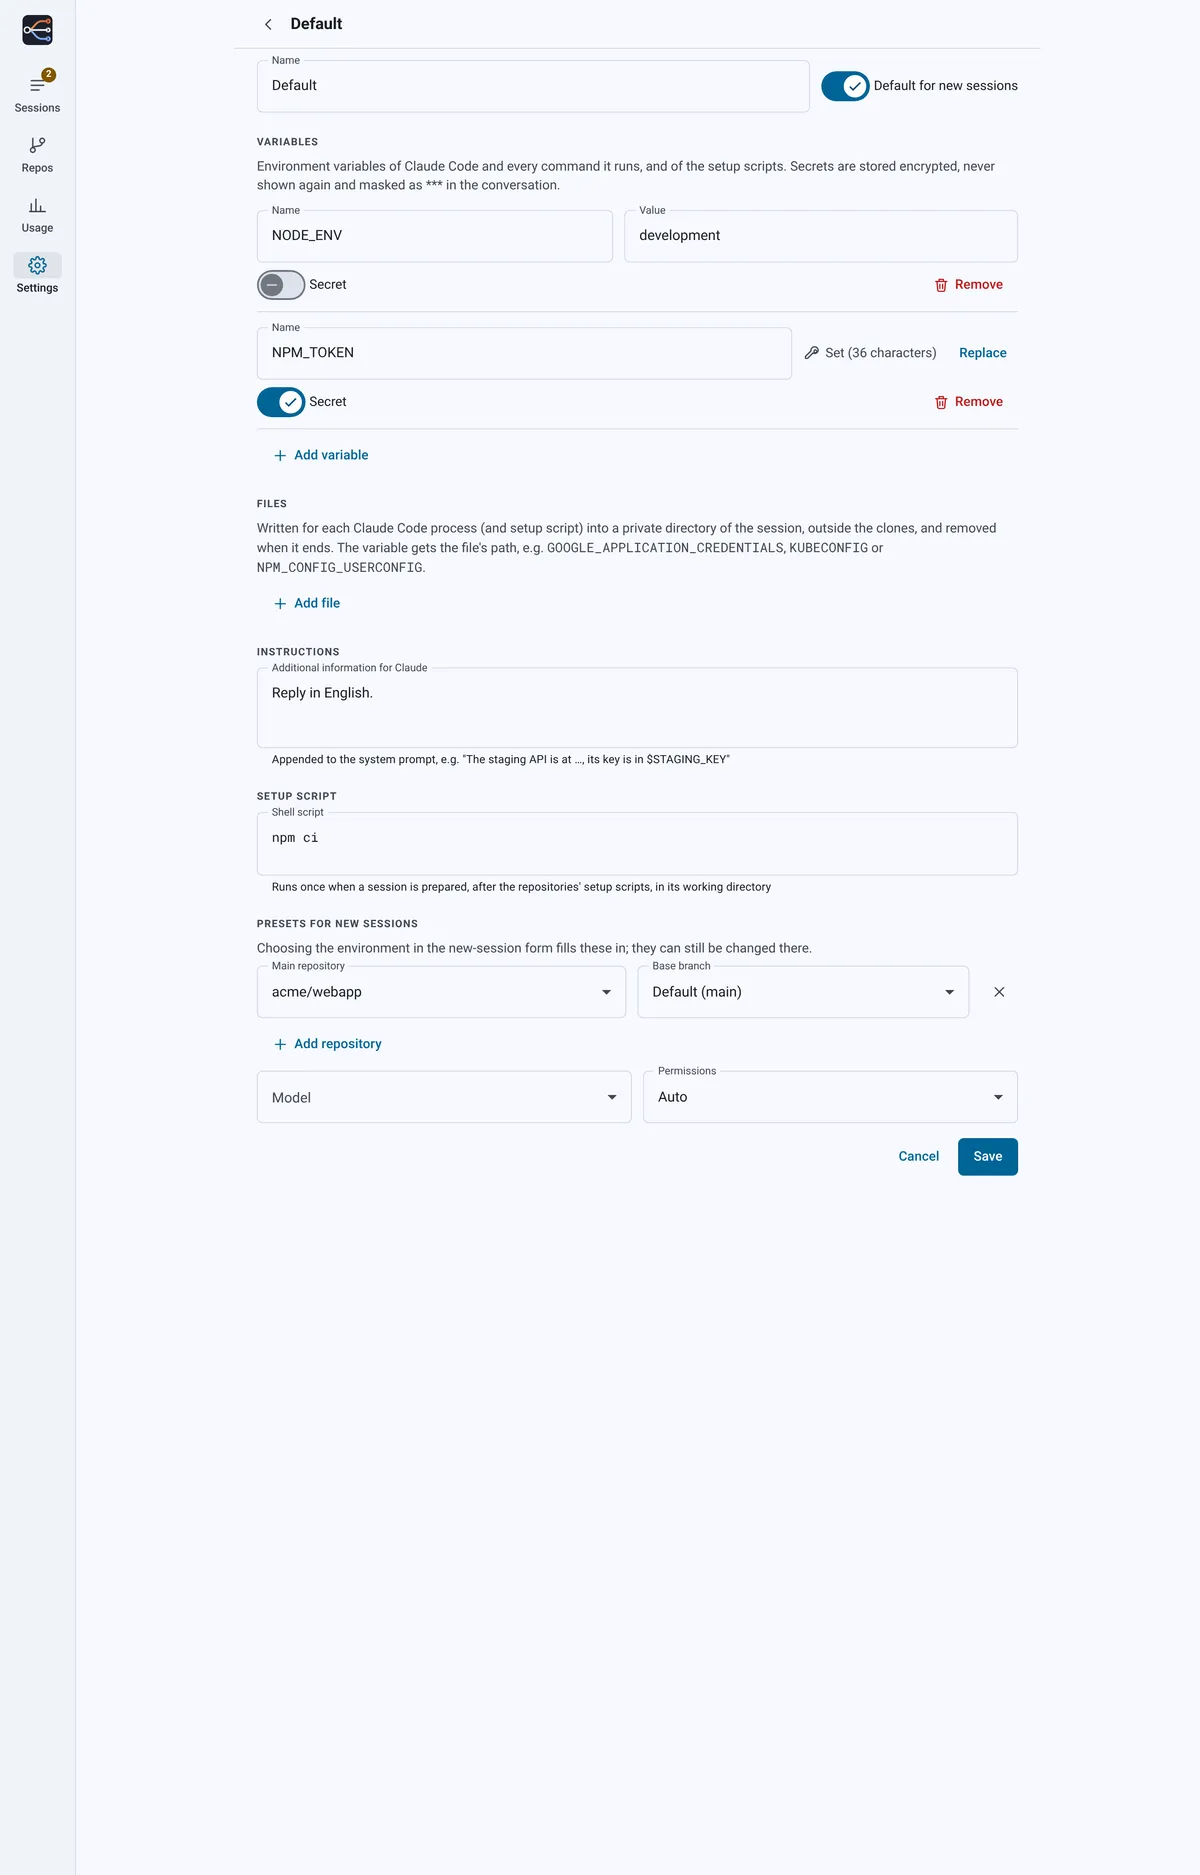 Default
2
Sessions
Repos
Usage
Settings
Name
Default
Default for new sessions
VARIABLES
Environment variables of Claude Code and every command it runs, and of the setup scripts. Secrets are stored encrypted, never
shown again and masked as *** in the conversation.
Name
NODE_ENV
Value
development
Secret
Remove
Name
NPM_TOKEN
Set (36 characters)
Replace
Secret
Remove
Add variable
FILES
Written for each Claude Code process (and setup script) into a private directory of the session, outside the clones, and removed
when it ends. The variable gets the file's path, e.g. GOOGLE_APPLICATION_CREDENTIALS, KUBECONFIG or
NPM_CONFIG_USERCONFIG.
Add file
INSTRUCTIONS
Additional information for Claude
Reply in English.
Appended to the system prompt, e.g. "The staging API is at …, its key is in $STAGING_KEY"
SETUP SCRIPT
Shell script
npm ci
Runs once when a session is prepared, after the repositories' setup scripts, in its working directory
PRESETS FOR NEW SESSIONS
Choosing the environment in the new-session form fills these in; they can still be changed there.
Main repository
acme/webapp
Base branch
Default (main)
Add repository
Model
Permissions
Auto
Cancel
Save